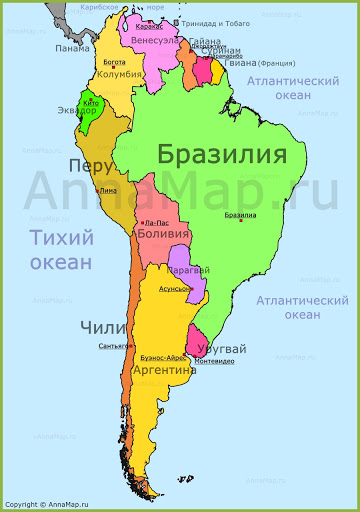 Карибское
море
Тринидад и Тобаго
Панама
Каракас
Венесуэла
Гайана
Джорджтаун
Суринам
Парамарибо
Гвиана (Франция)
Богота
Колумбия
Атлантический
океан
Кито
Эквадор
Перу
Лима
Бразилия
AnnaMap.ru
Бразилиа
Ла-Пас
Боливия
Тихий
океан
Парагвай
Асунсьон
Атлантический
океан
Чили
Сантьяго
Уругвай
Буэнос-Айрес
Монтевидео
Аргентина
Copyright © AnnaMap.ru